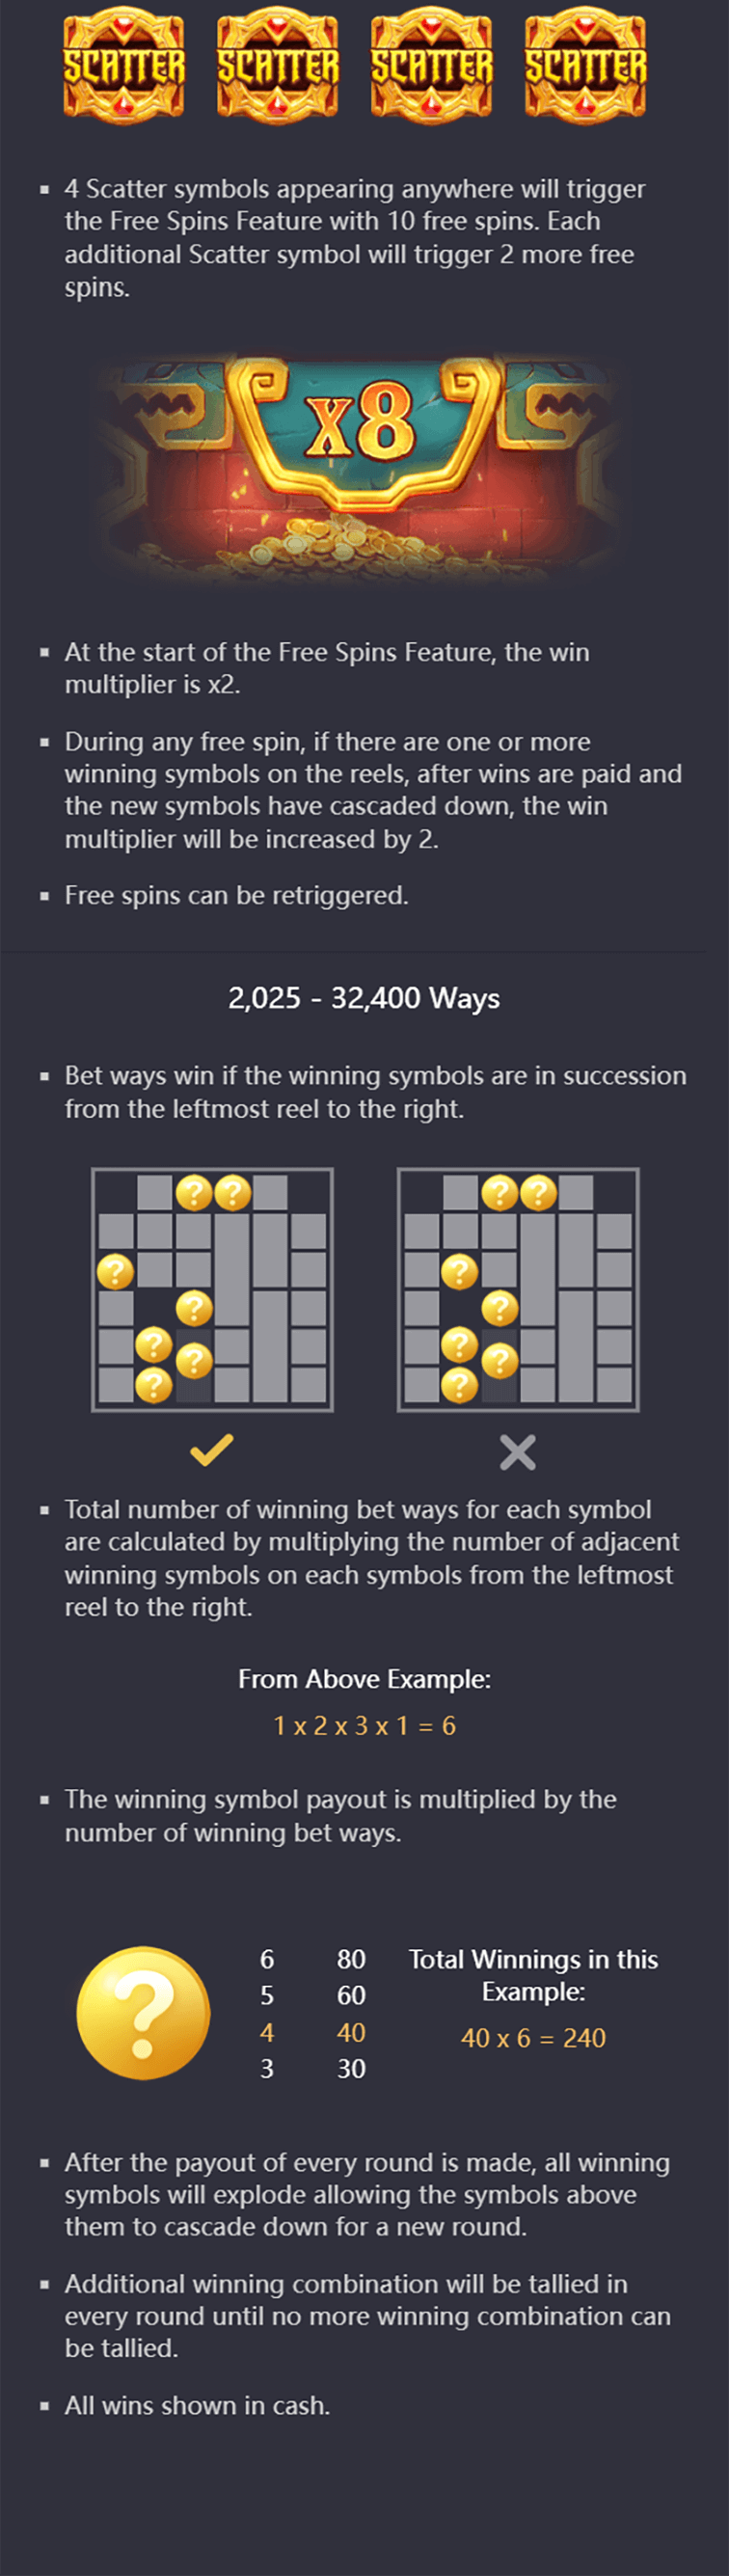 SCATTER SCATTER SCATTER SCATTER
▪ 4 Scatter symbols appearing anywhere will trigger
the Free Spins Feature with 10 free spins. Each
additional Scatter symbol will trigger 2 more free
spins.
x8
▪ At the start of the Free Spins Feature, the win
multiplier is x2.
▪ During any free spin, if there are one or more
winning symbols on the reels, after wins are paid and
the new symbols have cascaded down, the win
multiplier will be increased by 2.
▪ Free spins can be retriggered.
2,025 - 32,400 Ways
▪ Bet ways win if the winning symbols are in succession
from the leftmost reel to the right.
? ? ? ?
? ?
? ?
? ?
? ?
? ?
? ?
▪ Total number of winning bet ways for each symbol
are calculated by multiplying the number of adjacent
winning symbols on each symbols from the leftmost
reel to the right.
From Above Example:
1 x 2 x 3 x 1 = 6
▪ The winning symbol payout is multiplied by the
number of winning bet ways.
?
6 80
5 60
4 40
3 30
Total Winnings in this
Example:
40 x 6 = 240
▪ After the payout of every round is made, all winning
symbols will explode allowing the symbols above
them to cascade down for a new round.
▪ Additional winning combination will be tallied in
every round until no more winning combination can
be tallied.
▪ All wins shown in cash.